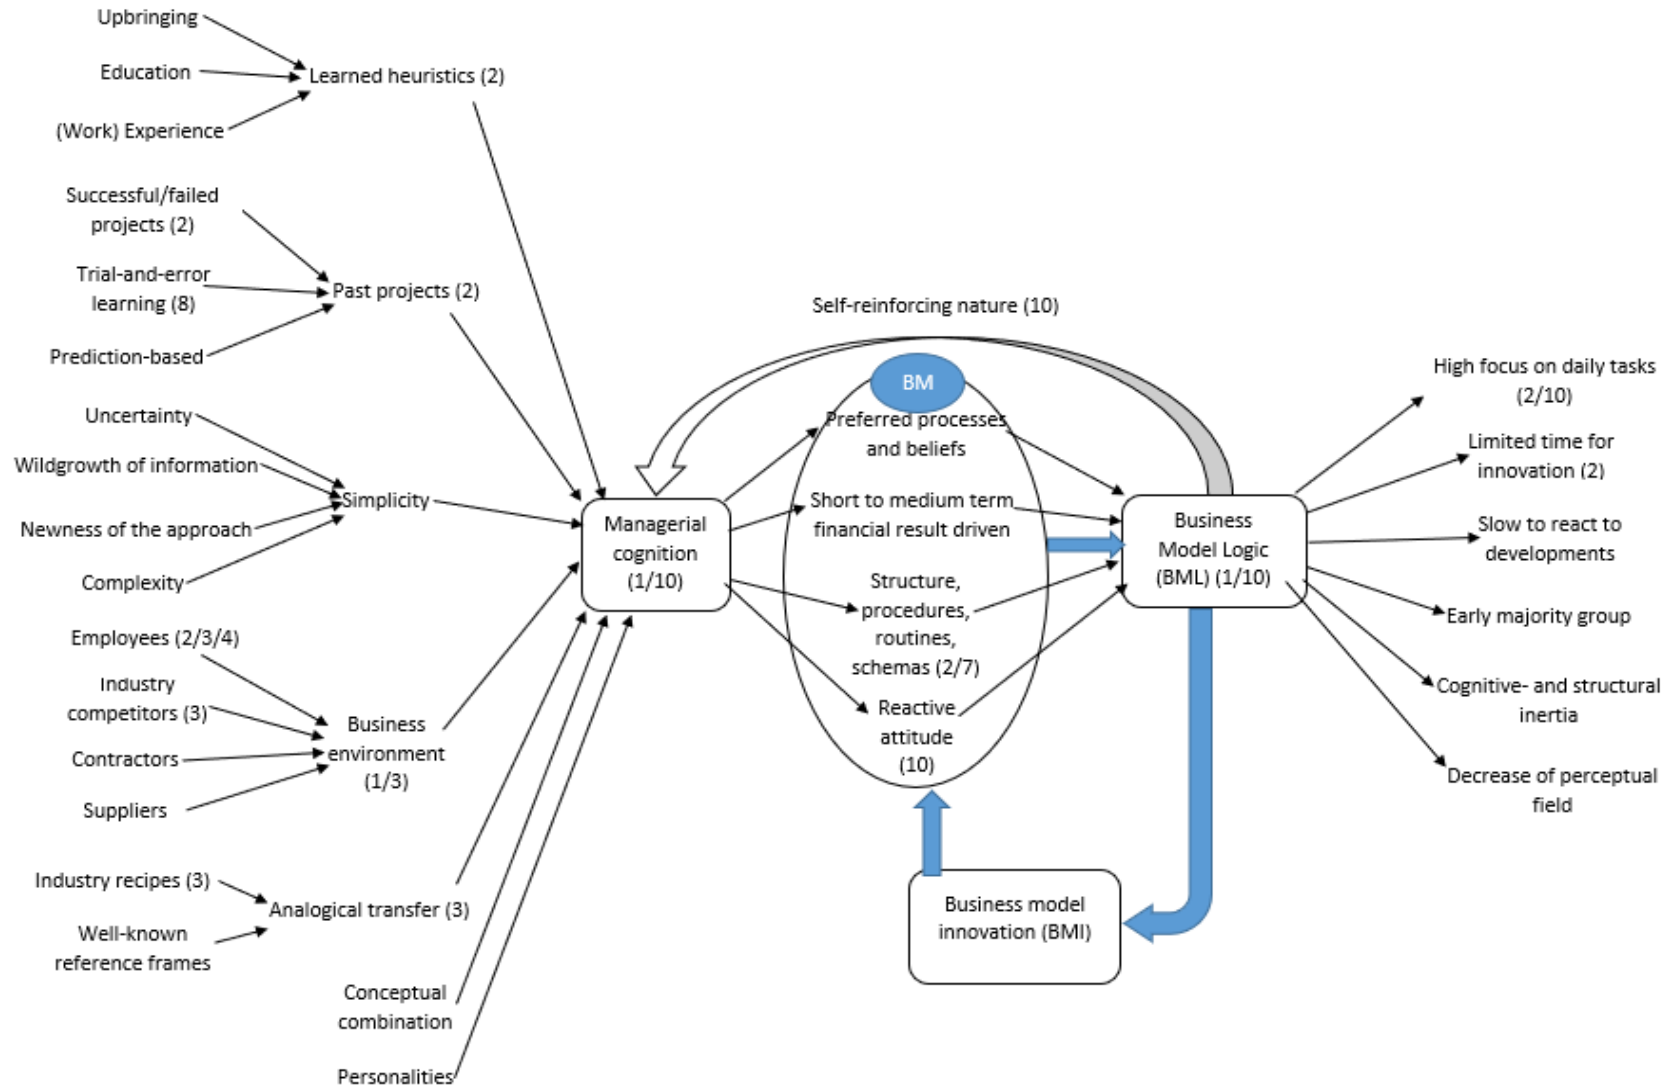 Upbringing
Education
(Work) Experience
Learned heuristics (2)
Successful/failed
projects (2)
Trial-and-error
learning (8)
Prediction-based
Past projects (2)
Uncertainty
Wildgrowth of information
Newness of the approach
Complexity
Simplicity
Employees (2/3/4)
Industry
competitors (3)
Contractors
Suppliers
Business
environment
(1/3)
Industry recipes (3)
Well-known
reference frames
Analogical transfer (3)
Conceptual
combination
Personalities
Managerial
cognition
(1/10)
Self-reinforcing nature (10)
BM
Preferred processes
and beliefs
Short to medium term
financial result driven
Structure,
procedures,
routines,
schemas (2/7)
Reactive
attitude
(10)
Business
Model Logic
(BML) (1/10)
Business model
innovation (BMI)
High focus on daily tasks
(2/10)
Limited time for
innovation (2)
Slow to react to
developments
Early majority group
Cognitive- and structural
inertia
Decrease of perceptual
field